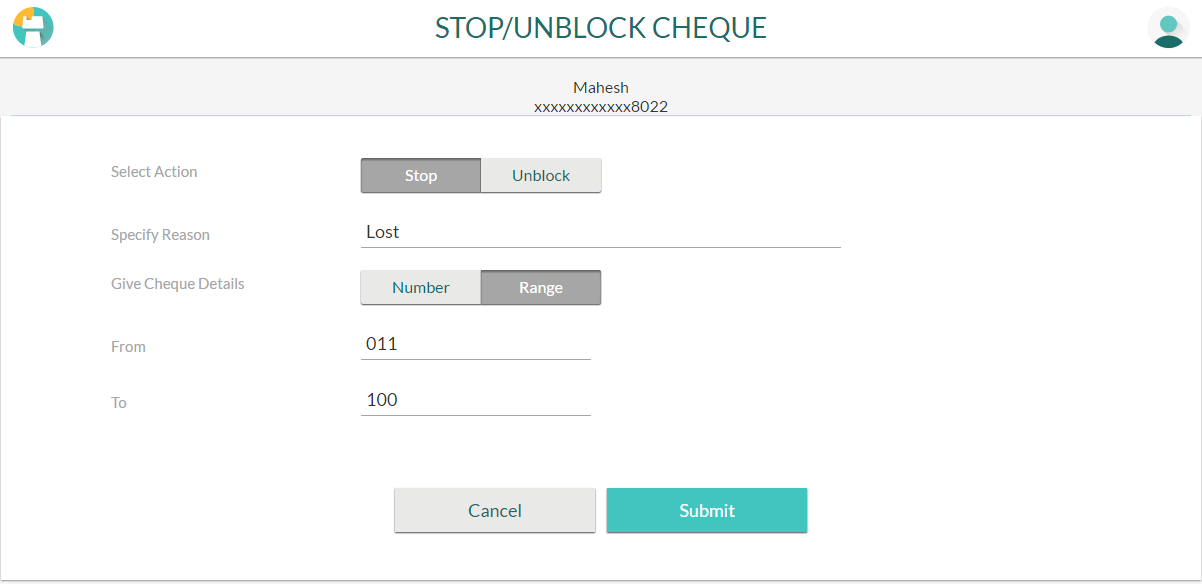 STOP/UNBLOCK CHEQUE
Mahesh
xxxxxxxxxxxx8022
Select Action
Stop
Unblock
Specify Reason
Lost
Give Cheque Details
Number
Range
From
011
To
100
Cancel
Submit